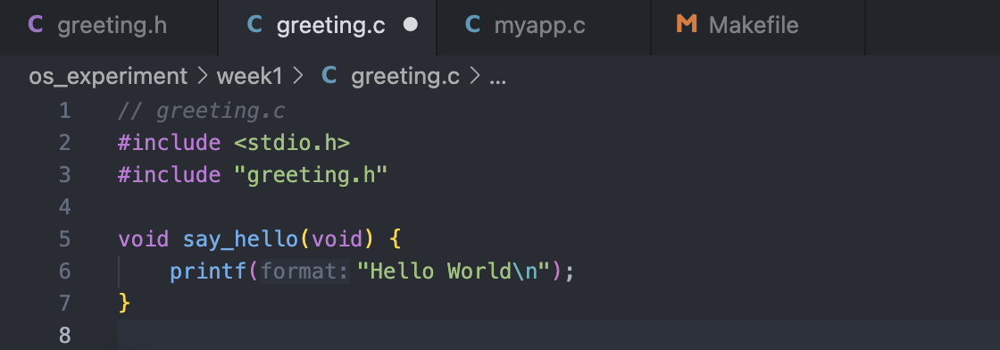 C greeting.h C greeting.c C myapp.c M Makefile
os_experiment > week1 > C greeting.c > ...
1 // greeting.c
2 #include <stdio.h>
3 #include "greeting.h"
4
5 void say_hello(void) {
6     printf(format: "Hello World\n");
7 }
8